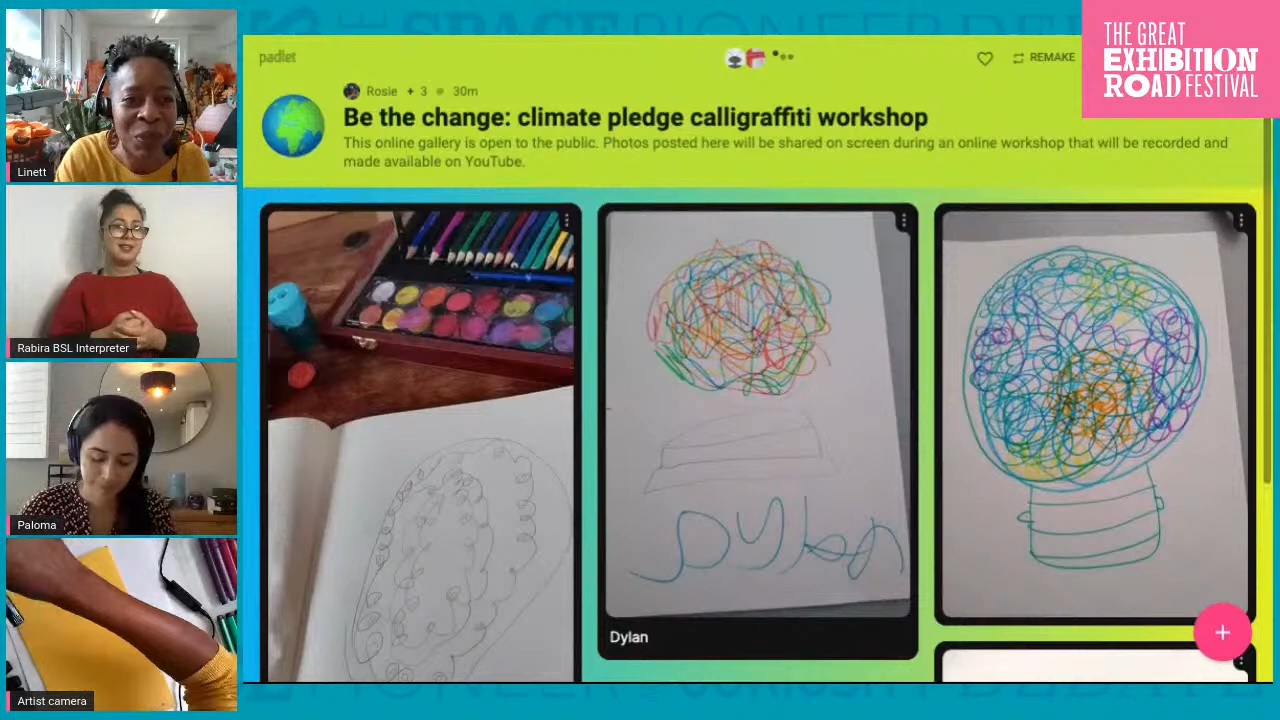 THE GREAT
EXHIBITION
ROAD FESTIVAL
padlet
REMAKE
Rosie + 3 30m
Be the change: climate pledge calligraffiti workshop
This online gallery is open to the public. Photos posted here will be shared on screen during an online workshop that will be recorded and
made available on YouTube.
Linett
Rabira BSL Interpreter
Paloma
Artist camera
Dylan
Dylan